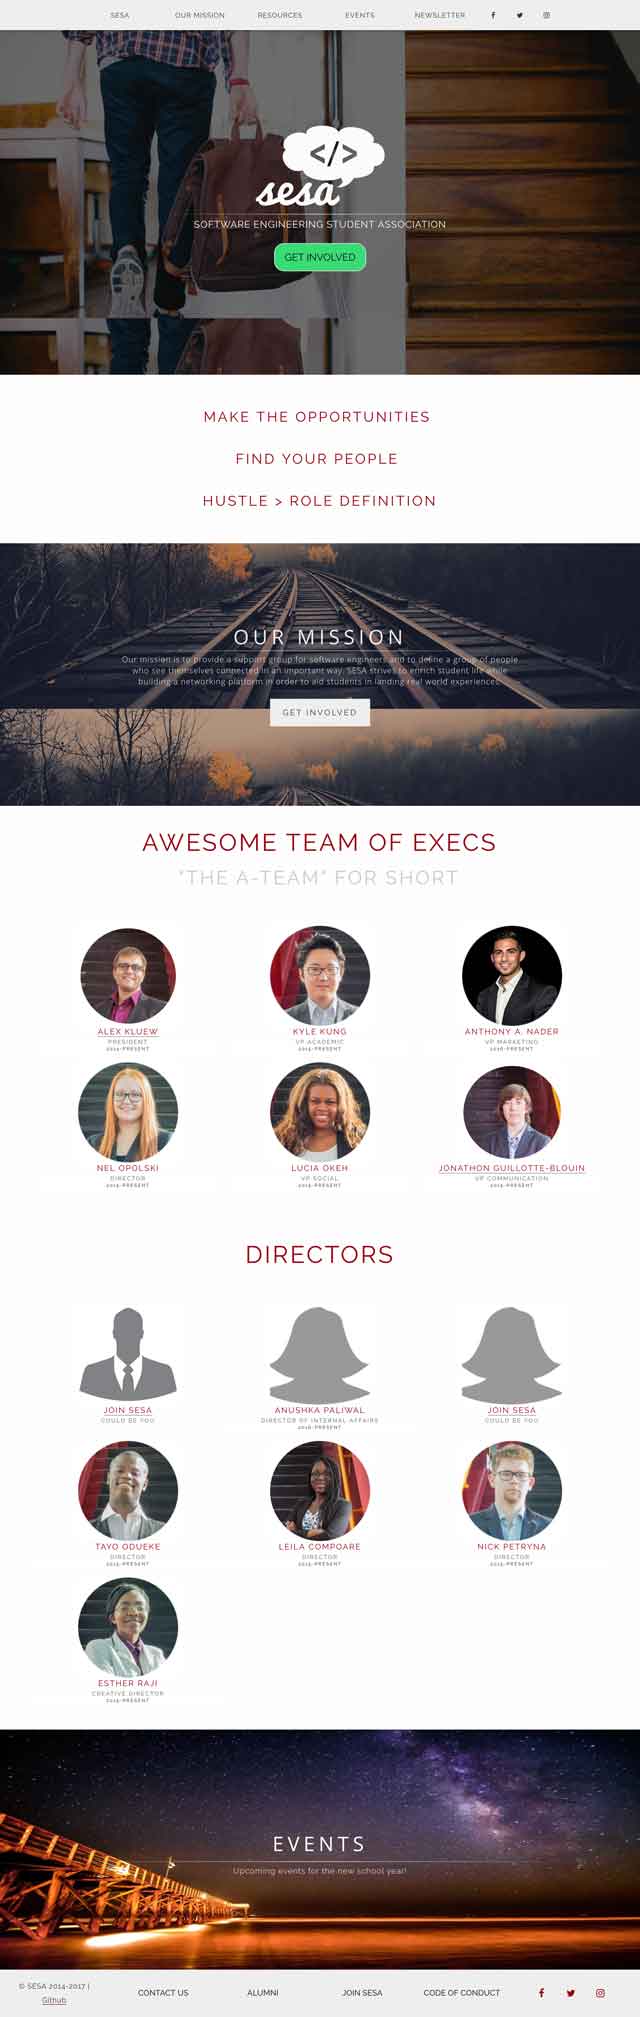 SESA OUR MISSION RESOURCES EVENTS NEWSLETTER
</>
sesa
SOFTWARE ENGINEERING STUDENT ASSOCIATION
GET INVOLVED
MAKE THE OPPORTUNITIES
FIND YOUR PEOPLE
HUSTLE > ROLE DEFINITION
OUR MISSION
Our mission is to provide a support group for software engineers and to define a group of people
who see themselves connected in an important way. SESA strives to enrich student life while
building a networking platform in order to aid students in landing real world experiences.
GET INVOLVED
AWESOME TEAM OF EXECS
"THE A-TEAM" FOR SHORT
ALEX KLUEW
PRESIDENT
2014-PRESENT
KYLE KUNG
VP ACADEMIC
2014-PRESENT
ANTHONY A. NADER
VP MARKETING
2016-PRESENT
NEL OPOLSKI
DIRECTOR
2015-PRESENT
LUCIA OKEH
VP SOCIAL
2015-PRESENT
JONATHON GUILLOTTE-BLOUIN
VP COMMUNICATION
2015-PRESENT
DIRECTORS
JOIN SESA
COULD BE YOU
ANUSHKA PALIWAL
DIRECTOR OF INTERNAL AFFAIRS
2016-PRESENT
JOIN SESA
COULD BE YOU
TAYO ODUEKE
DIRECTOR
2015-PRESENT
LEILA COMPOARE
DIRECTOR
2015-PRESENT
NICK PETRYNA
DIRECTOR
2015-PRESENT
ESTHER RAJI
CREATIVE DIRECTOR
2015-PRESENT
EVENTS
Upcoming events for the new school year!
© SESA 2014-2017 |
Github
CONTACT US ALUMNI JOIN SESA CODE OF CONDUCT